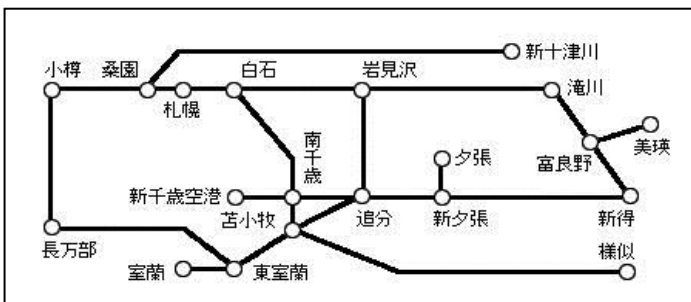 新十津川
小樽
桑園
白石
岩見沢
滝川
札幌
南千歳
夕張
富良野
美瑛
新千歳空港
苫小牧
追分
新夕張
新得
長万部
室蘭
東室蘭
様似